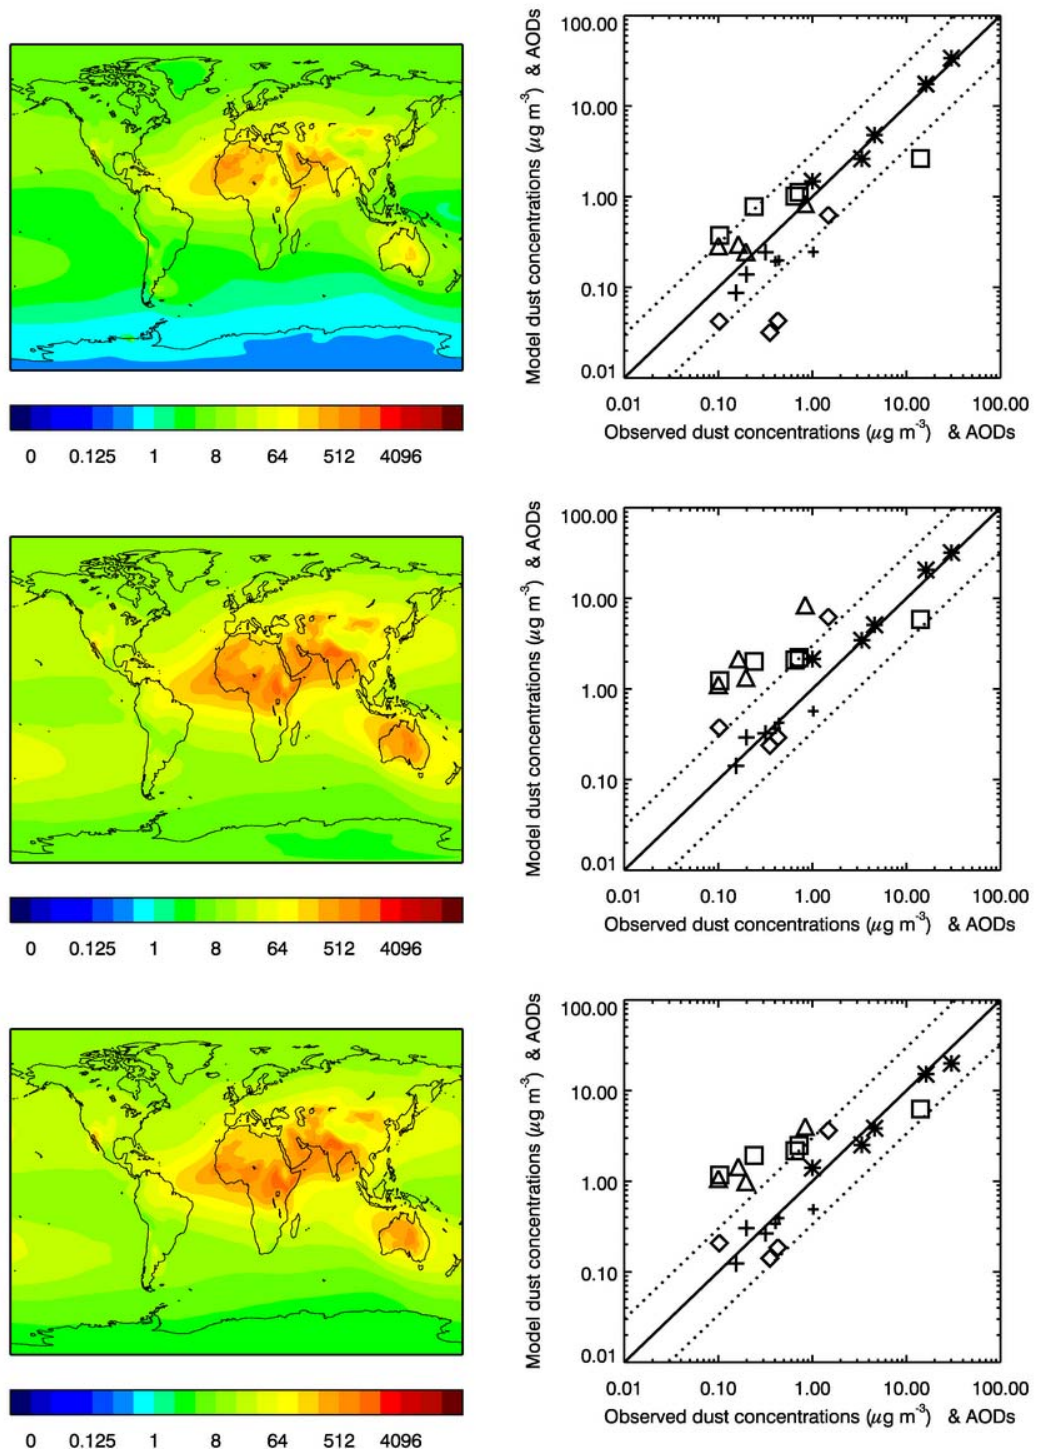 0 0.125 1 8 64 512 4096
Model dust concentrations (μg m⁻³) & AODs
100.00
10.00
1.00
0.10
0.01
0.01 0.10 1.00 10.00 100.00
Observed dust concentrations (μg m⁻³) & AODs
0 0.125 1 8 64 512 4096
Model dust concentrations (μg m⁻³) & AODs
100.00
10.00
1.00
0.10
0.01
0.01 0.10 1.00 10.00 100.00
Observed dust concentrations (μg m⁻³) & AODs
0 0.125 1 8 64 512 4096
Model dust concentrations (μg m⁻³) & AODs
100.00
10.00
1.00
0.10
0.01
0.01 0.10 1.00 10.00 100.00
Observed dust concentrations (μg m⁻³) & AODs